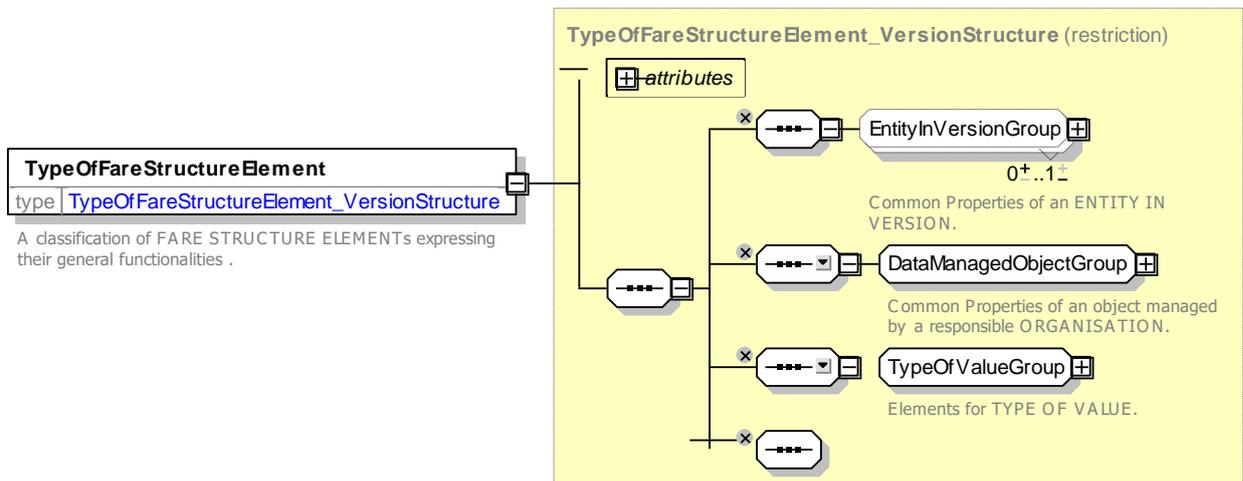 TypeOfFareStructureElement_VersionStructure (restriction)
attributes
EntityInVersionGroup
0..1
Common Properties of an ENTITY IN
VERSION.
TypeOfFareStructureElement
type TypeOfFareStructureElement_VersionStructure
A classification of FARE STRUCTURE ELEMENTs expressing
their general functionalities .
DataManagedObjectGroup
Common Properties of an object managed
by a responsible ORGANISATION.
TypeOfValueGroup
Elements for TYPE OF VALUE.